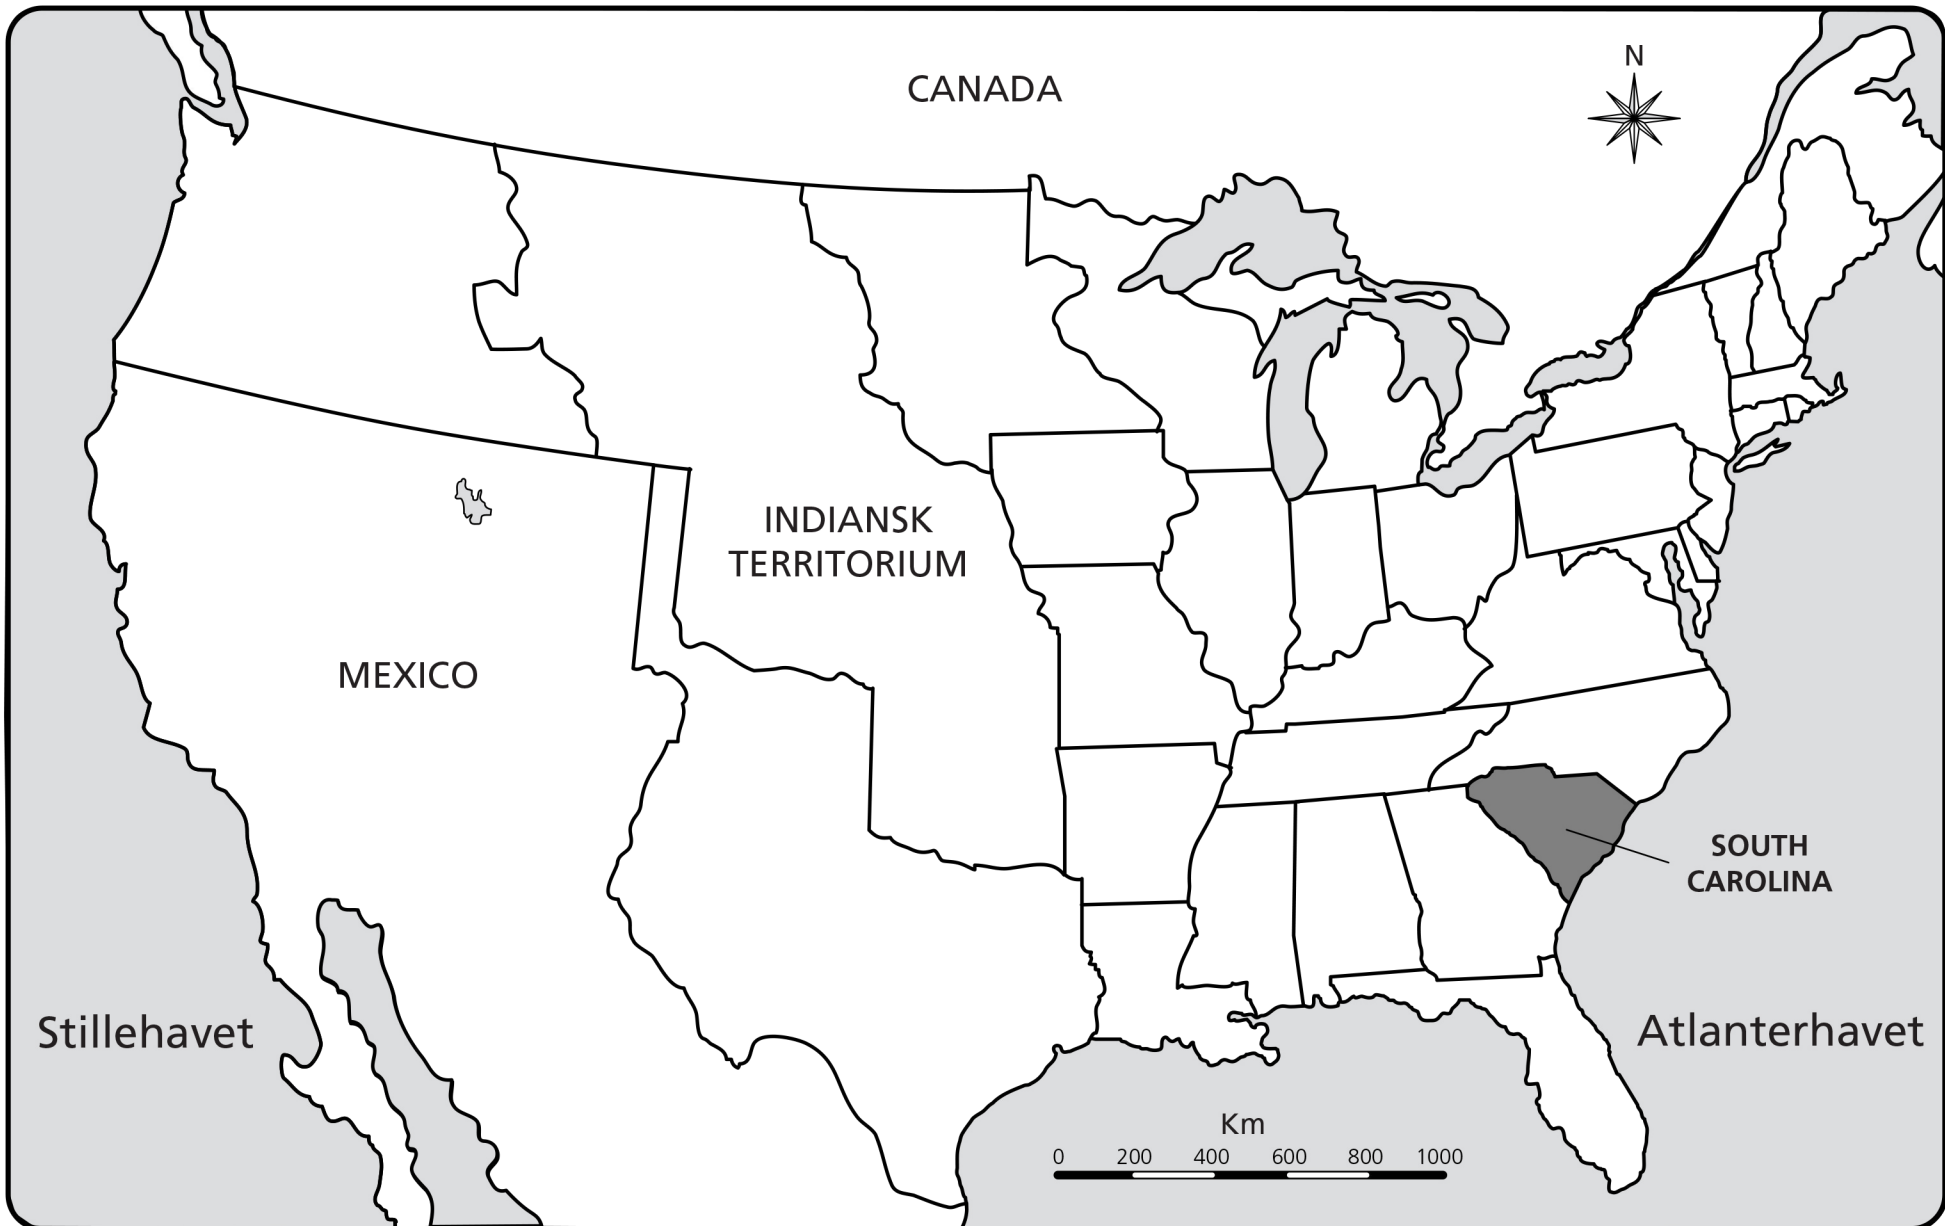 N
CANADA
INDIANSK
TERRITORIUM
MEXICO
SOUTH
CAROLINA
Stillehavet
Atlanterhavet
Km
0 200 400 600 800 1000